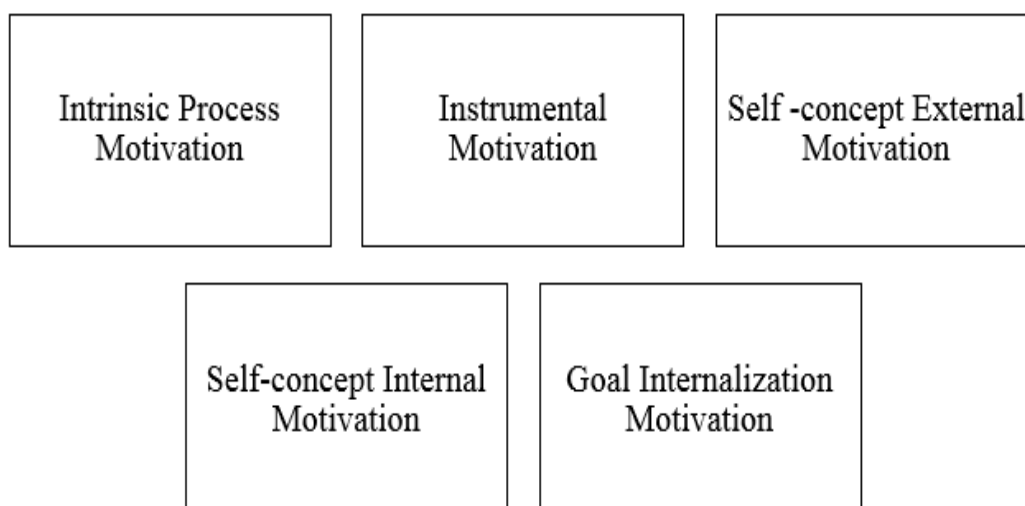 Intrinsic Process
Motivation
Instrumental
Motivation
Self -concept External
Motivation
Self-concept Internal
Motivation
Goal Internalization
Motivation